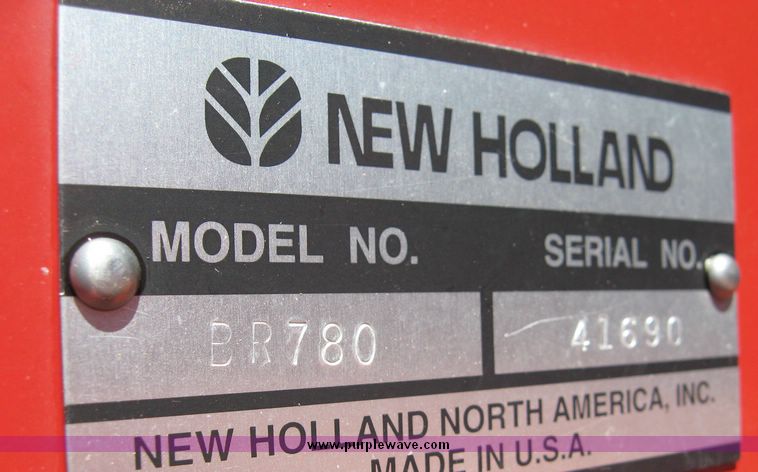 NEW HOLLAND
MODEL NO. SERIAL NO.
BR780 41690
NEW HOLLAND NORTH AMERICA, INC.
MADE IN U.S.A.
www.purplewave.com